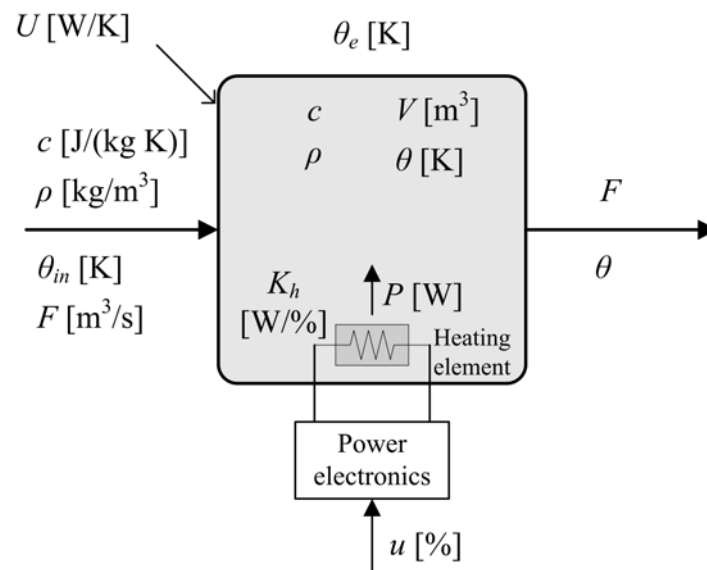 U [W/K]
θₑ [K]
c
V [m³]
ρ
θ [K]
c [J/(kg K)]
ρ [kg/m³]
θᵢₙ [K]
F [m³/s]
F
θ
Kₕ
[W/%]
P [W]
Heating
element
Power
electronics
u [%]